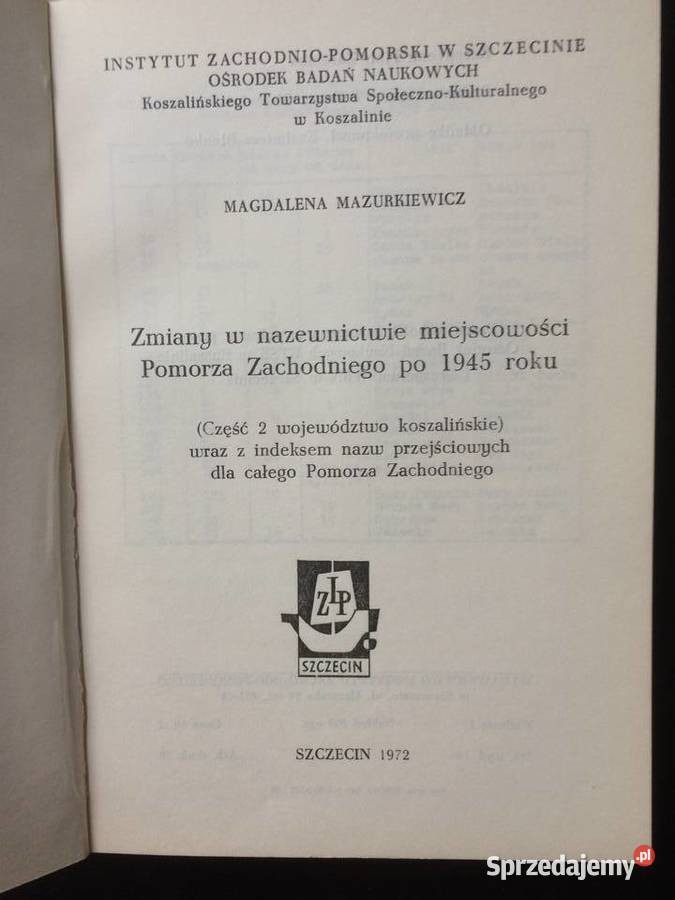 INSTYTUT ZACHODNIO-POMORSKI W SZCZECINIE
OŚRODEK BADAŃ NAUKOWYCH
Koszalińskiego Towarzystwa Społeczno-Kulturalnego
w Koszalinie
MAGDALENA MAZURKIEWICZ
Zmiany w nazewnictwie miejscowości
Pomorza Zachodniego po 1945 roku
(Część 2 województwo koszalińskie)
wraz z indeksem nazw przejściowych
dla całego Pomorza Zachodniego
ZIP
SZCZECIN
SZCZECIN 1972
Sprzedajemy.pl